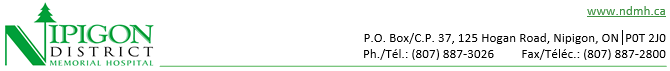 www.ndmh.ca
NIPIGON
DISTRICT
MEMORIAL HOSPITAL
P.O. Box/C.P. 37, 125 Hogan Road, Nipigon, ON|P0T 2J0
Ph./Tél.: (807) 887-3026 Fax/Téléc.: (807) 887-2800